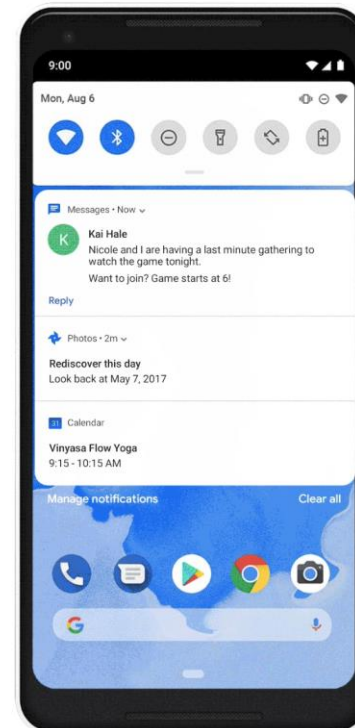 9:00
Mon, Aug 6
Messages • Now
K
Kai Hale
Nicole and I are having a last minute gathering to
watch the game tonight.
Want to join? Game starts at 6!
Reply
Photos • 2m
Rediscover this day
Look back at May 7, 2017
31 Calendar
Vinyasa Flow Yoga
9:15 - 10:15 AM
Manage notifications Clear all
G